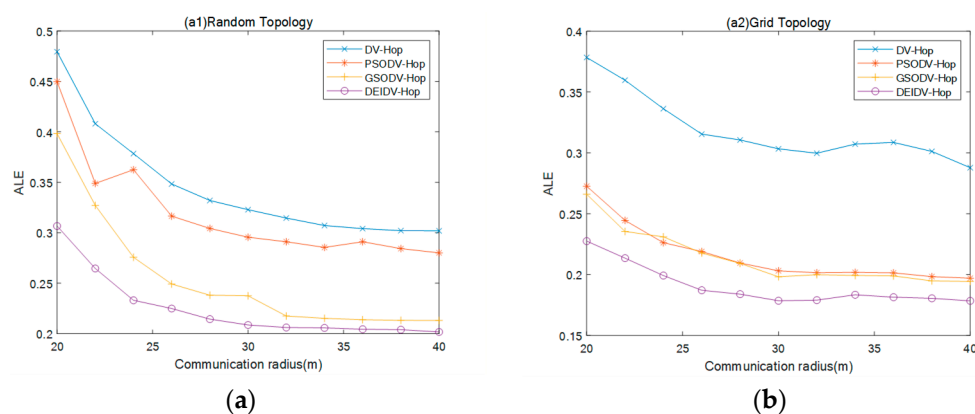 (a1)Random Topology
0.5
0.45
0.4
0.35
0.3
0.25
0.2
ALE
DV-Hop
PSODV-Hop
GSODV-Hop
DEIDV-Hop
20 25 30 35 40
Communication radius(m)
(a)
(a2)Grid Topology
0.4
0.35
0.3
0.25
0.2
0.15
ALE
DV-Hop
PSODV-Hop
GSODV-Hop
DEIDV-Hop
20 25 30 35 40
Communication radius(m)
(b)